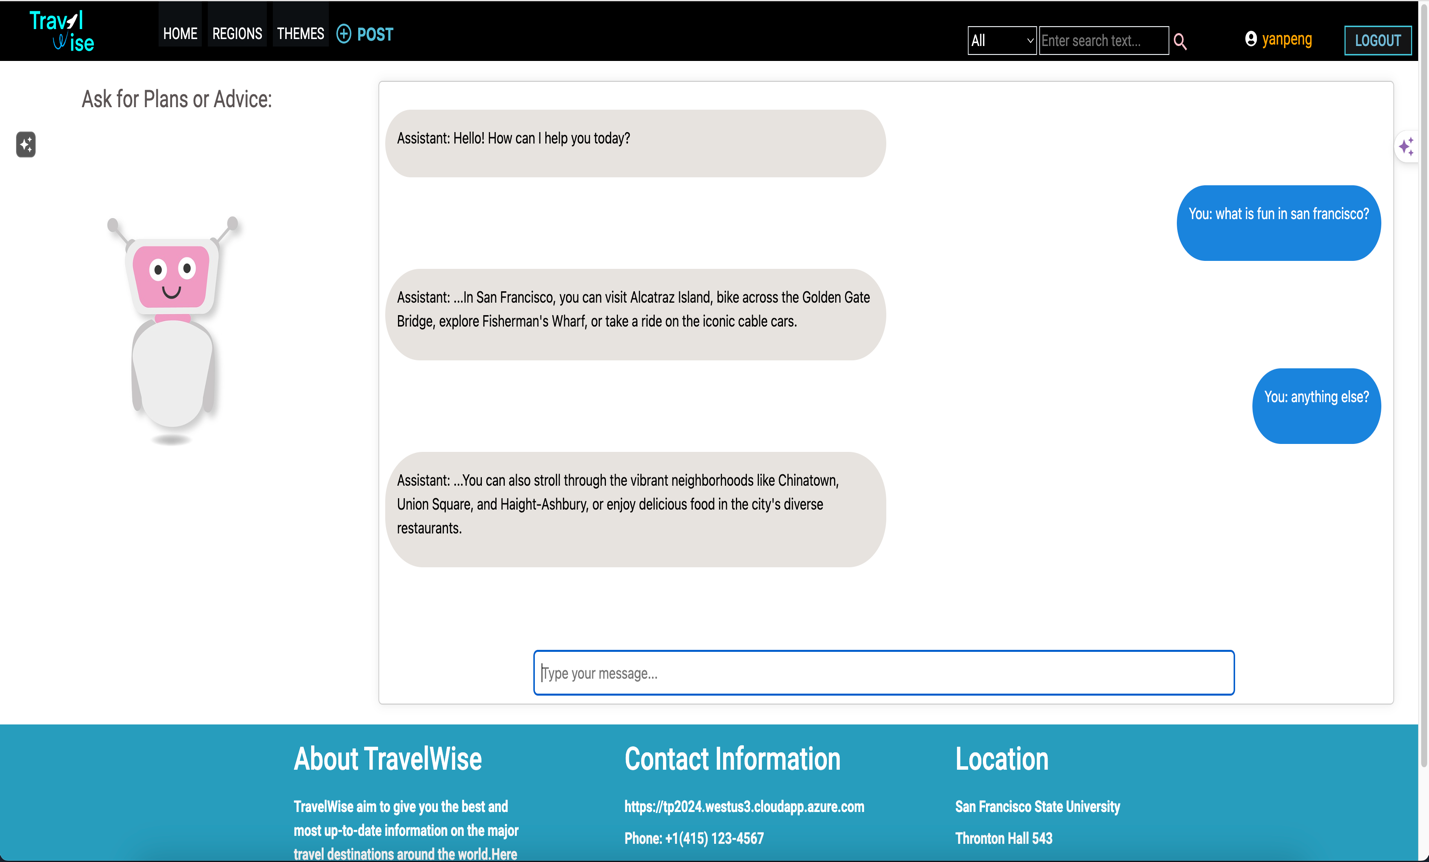 Travel
Wise
HOME REGIONS THEMES POST
All Enter search text... yanpeng LOGOUT
Ask for Plans or Advice:
Assistant: Hello! How can I help you today?
You: what is fun in san francisco?
Assistant: ...In San Francisco, you can visit Alcatraz Island, bike across the Golden Gate
Bridge, explore Fisherman's Wharf, or take a ride on the iconic cable cars.
You: anything else?
Assistant: ...You can also stroll through the vibrant neighborhoods like Chinatown,
Union Square, and Haight-Ashbury, or enjoy delicious food in the city's diverse
restaurants.
Type your message...
About TravelWise
TravelWise aim to give you the best and
most up-to-date information on the major
travel destinations around the world.Here
Contact Information
https://tp2024.westus3.cloudapp.azure.com
Phone: +1(415) 123-4567
Location
San Francisco State University
Thronton Hall 543